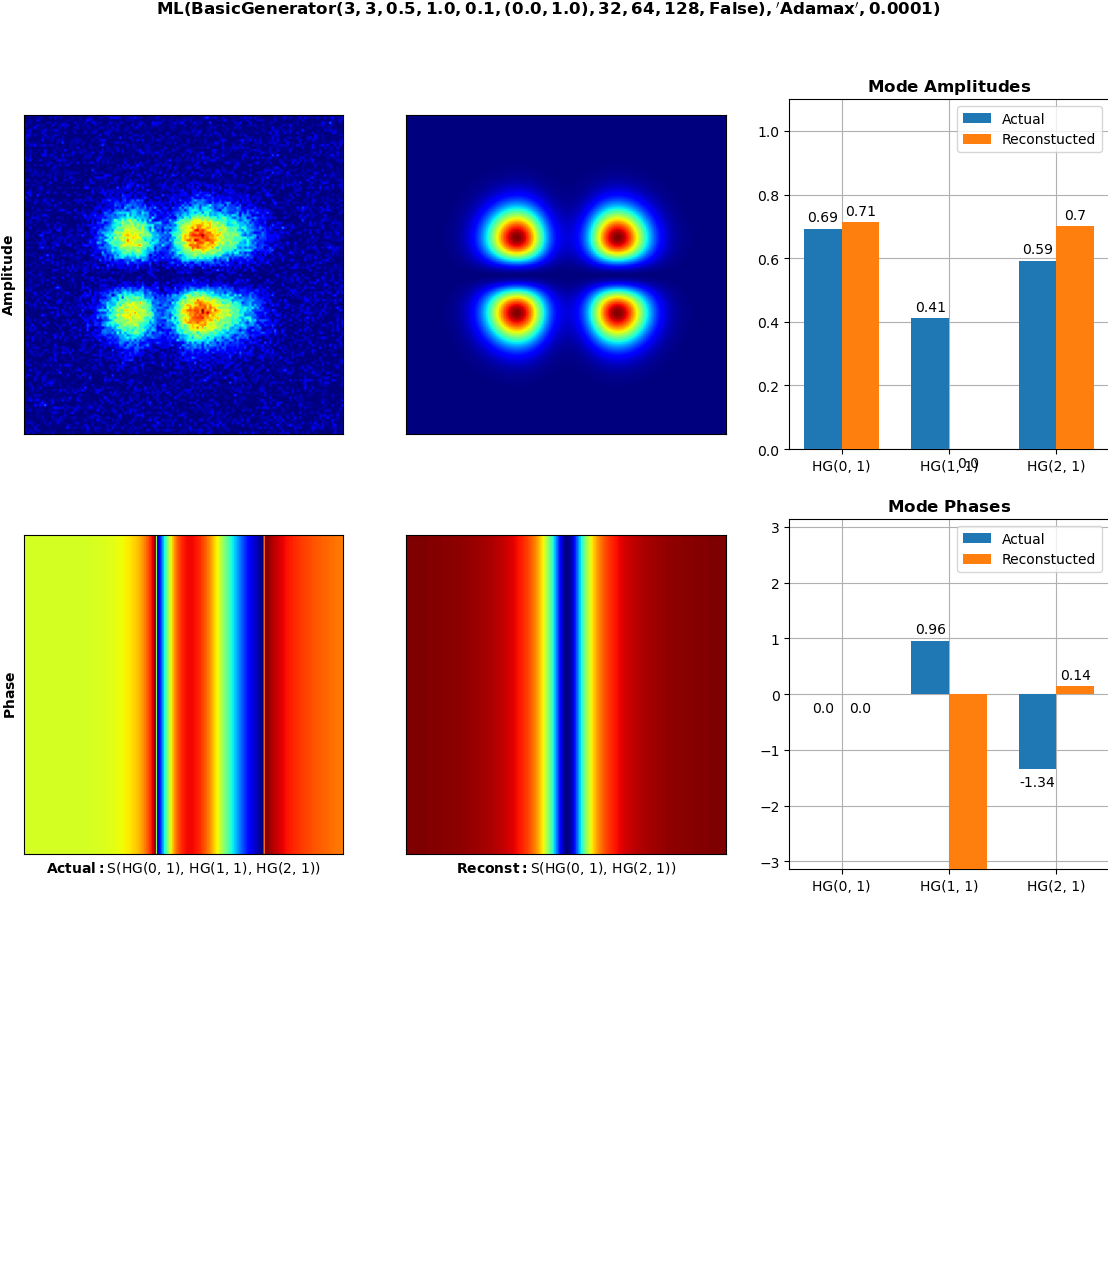 ML(BasicGenerator(3, 3, 0.5, 1.0, 0.1, (0.0, 1.0), 32, 64, 128, False), ′Adamax′, 0.0001)
Amplitude
Mode Amplitudes
Actual
Reconstucted
1.0
0.8
0.6
0.4
0.2
0.0
0.69
0.71
0.41
0.0
0.59
0.7
HG(0, 1)
HG(1, 1)
HG(2, 1)
Phase
Actual: S(HG(0, 1), HG(1, 1), HG(2, 1))
Reconst: S(HG(0, 1), HG(2, 1))
Mode Phases
Actual
Reconstucted
3
2
1
0
−1
−2
−3
0.0
0.0
0.96
-1.34
0.14
HG(0, 1)
HG(1, 1)
HG(2, 1)